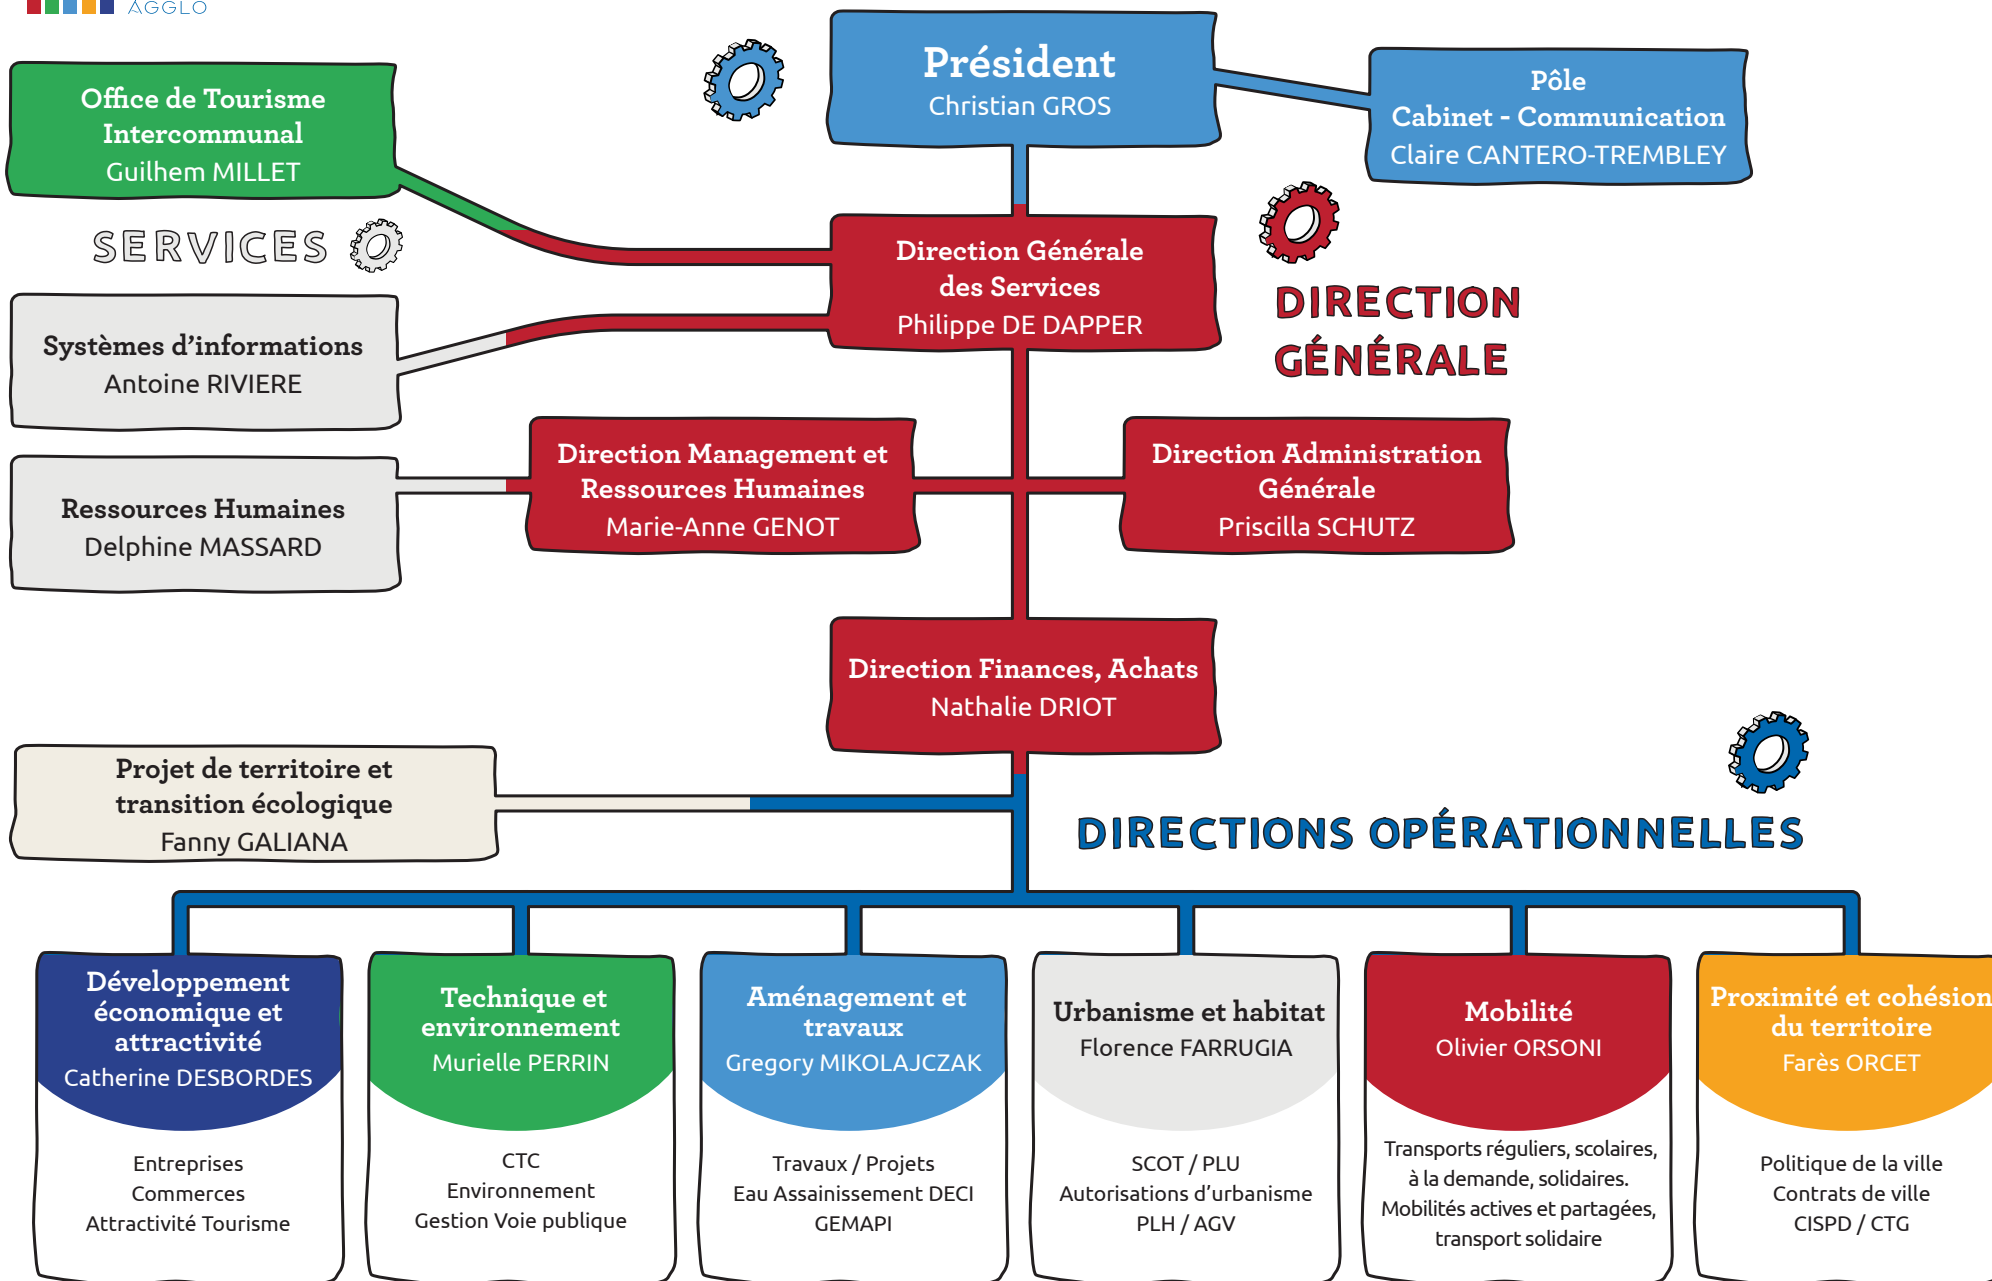 AGGLO
Président
Christian GROS
Pôle
Cabinet - Communication
Claire CANTERO-TREMBLEY
Office de Tourisme
Intercommunal
Guilhem MILLET
SERVICES
Direction Générale
des Services
Philippe DE DAPPER
DIRECTION
GÉNÉRALE
Systèmes d’informations
Antoine RIVIERE
Direction Management et
Ressources Humaines
Marie-Anne GENOT
Direction Administration
Générale
Priscilla SCHUTZ
Ressources Humaines
Delphine MASSARD
Direction Finances, Achats
Nathalie DRIOT
Projet de territoire et
transition écologique
Fanny GALIANA
DIRECTIONS OPÉRATIONNELLES
Développement
économique et
attractivité
Catherine DESBORDES
Entreprises
Commerces
Attractivité Tourisme
Technique et
environnement
Murielle PERRIN
CTC
Environnement
Gestion Voie publique
Aménagement et
travaux
Gregory MIKOLAJCZAK
Travaux / Projets
Eau Assainissement DECI
GEMAPI
Urbanisme et habitat
Florence FARRUGIA
SCOT / PLU
Autorisations d’urbanisme
PLH / AGV
Mobilité
Olivier ORSONI
Transports réguliers, scolaires,
à la demande, solidaires.
Mobilités actives et partagées,
transport solidaire
Proximité et cohésion
du territoire
Farès ORCET
Politique de la ville
Contrats de ville
CISPD / CTG